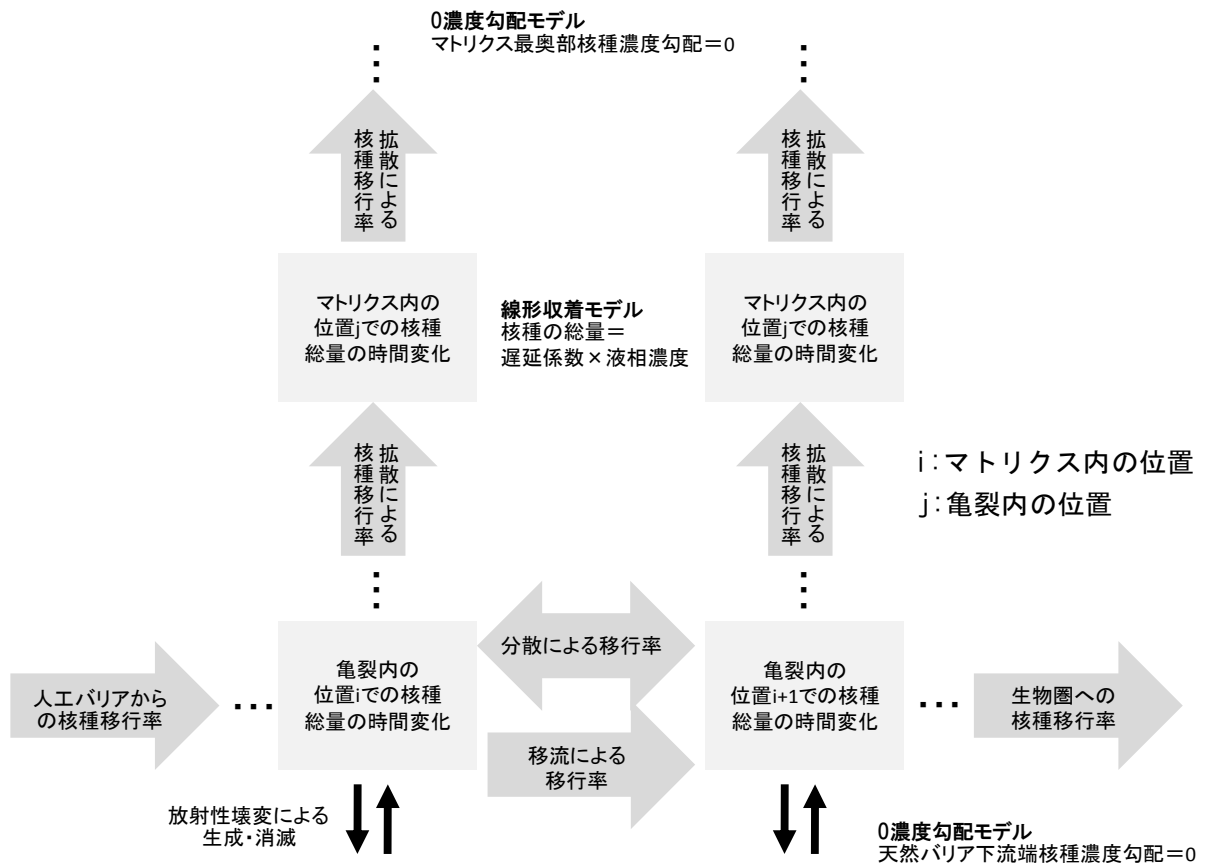 0濃度勾配モデル
マトリクス最奥部核種濃度勾配＝0
拡散による
核種移行率
拡散による
核種移行率
マトリクス内の
位置jでの核種
総量の時間変化
線形収着モデル
核種の総量＝
遅延係数×液相濃度
マトリクス内の
位置jでの核種
総量の時間変化
拡散による
核種移行率
拡散による
核種移行率
i：マトリクス内の位置
j：亀裂内の位置
人工バリアから
の核種移行率
亀裂内の
位置iでの核種
総量の時間変化
分散による移行率
移流による
移行率
亀裂内の
位置i+1での核種
総量の時間変化
生物圏への
核種移行率
放射性壊変による
生成・消滅
0濃度勾配モデル
天然バリア下流端核種濃度勾配＝0